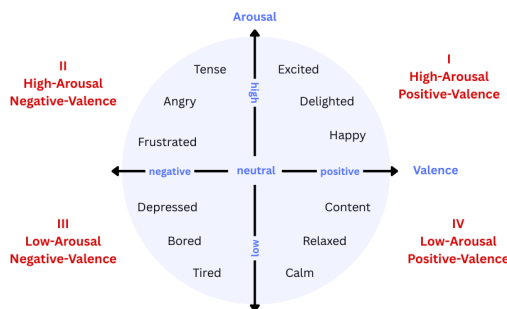 Arousal
II
High-Arousal
Negative-Valence
I
High-Arousal
Positive-Valence
Tense
Excited
high
Angry
Delighted
Frustrated
Happy
negative
neutral
positive
Valence
Depressed
Content
III
Low-Arousal
Negative-Valence
IV
Low-Arousal
Positive-Valence
Bored
low
Relaxed
Tired
Calm